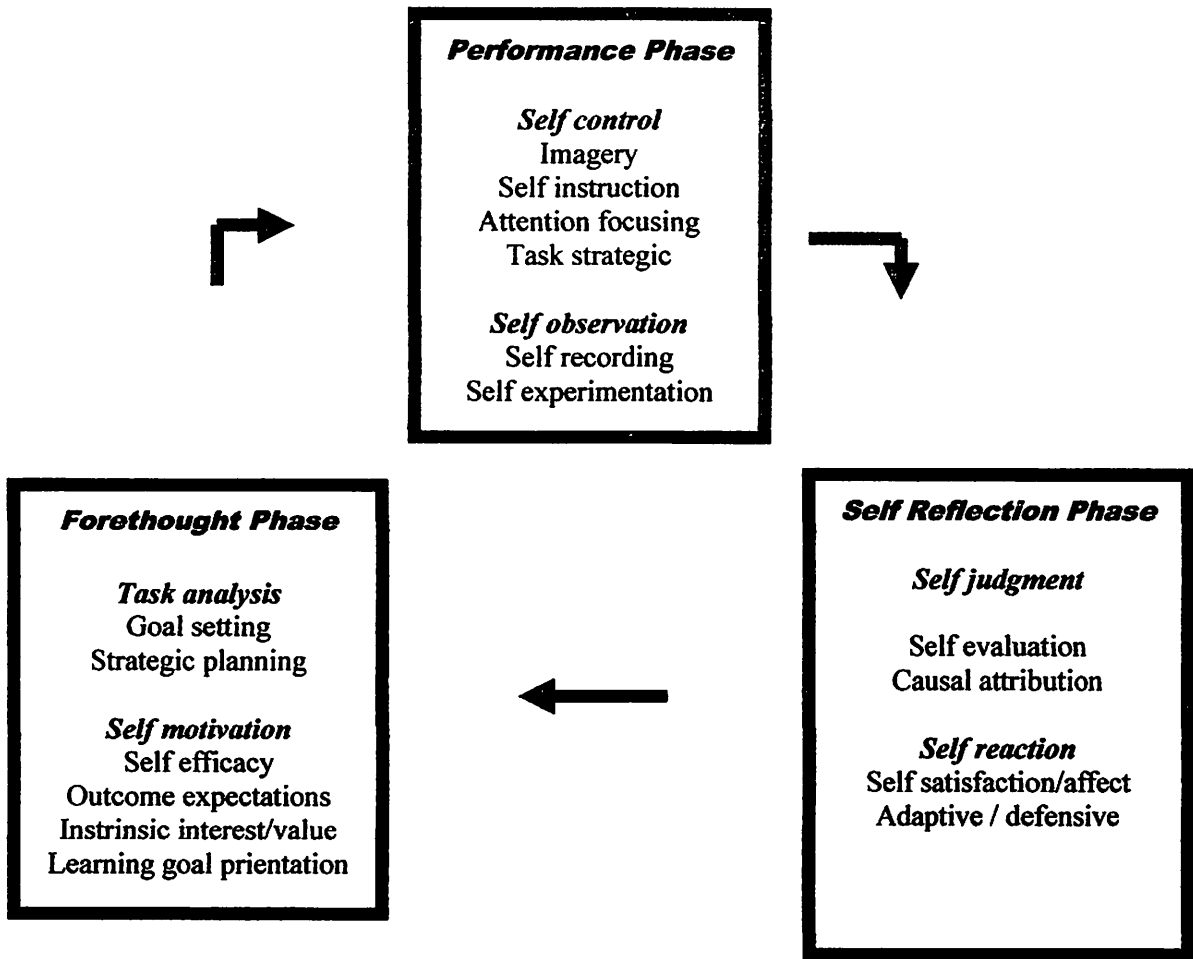 Performance Phase
Self control
Imagery
Self instruction
Attention focusing
Task strategic
Self observation
Self recording
Self experimentation
Forethought Phase
Task analysis
Goal setting
Strategic planning
Self motivation
Self efficacy
Outcome expectations
Instrinsic interest/value
Learning goal prientation
Self Reflection Phase
Self judgment
Self evaluation
Causal attribution
Self reaction
Self satisfaction/affect
Adaptive / defensive